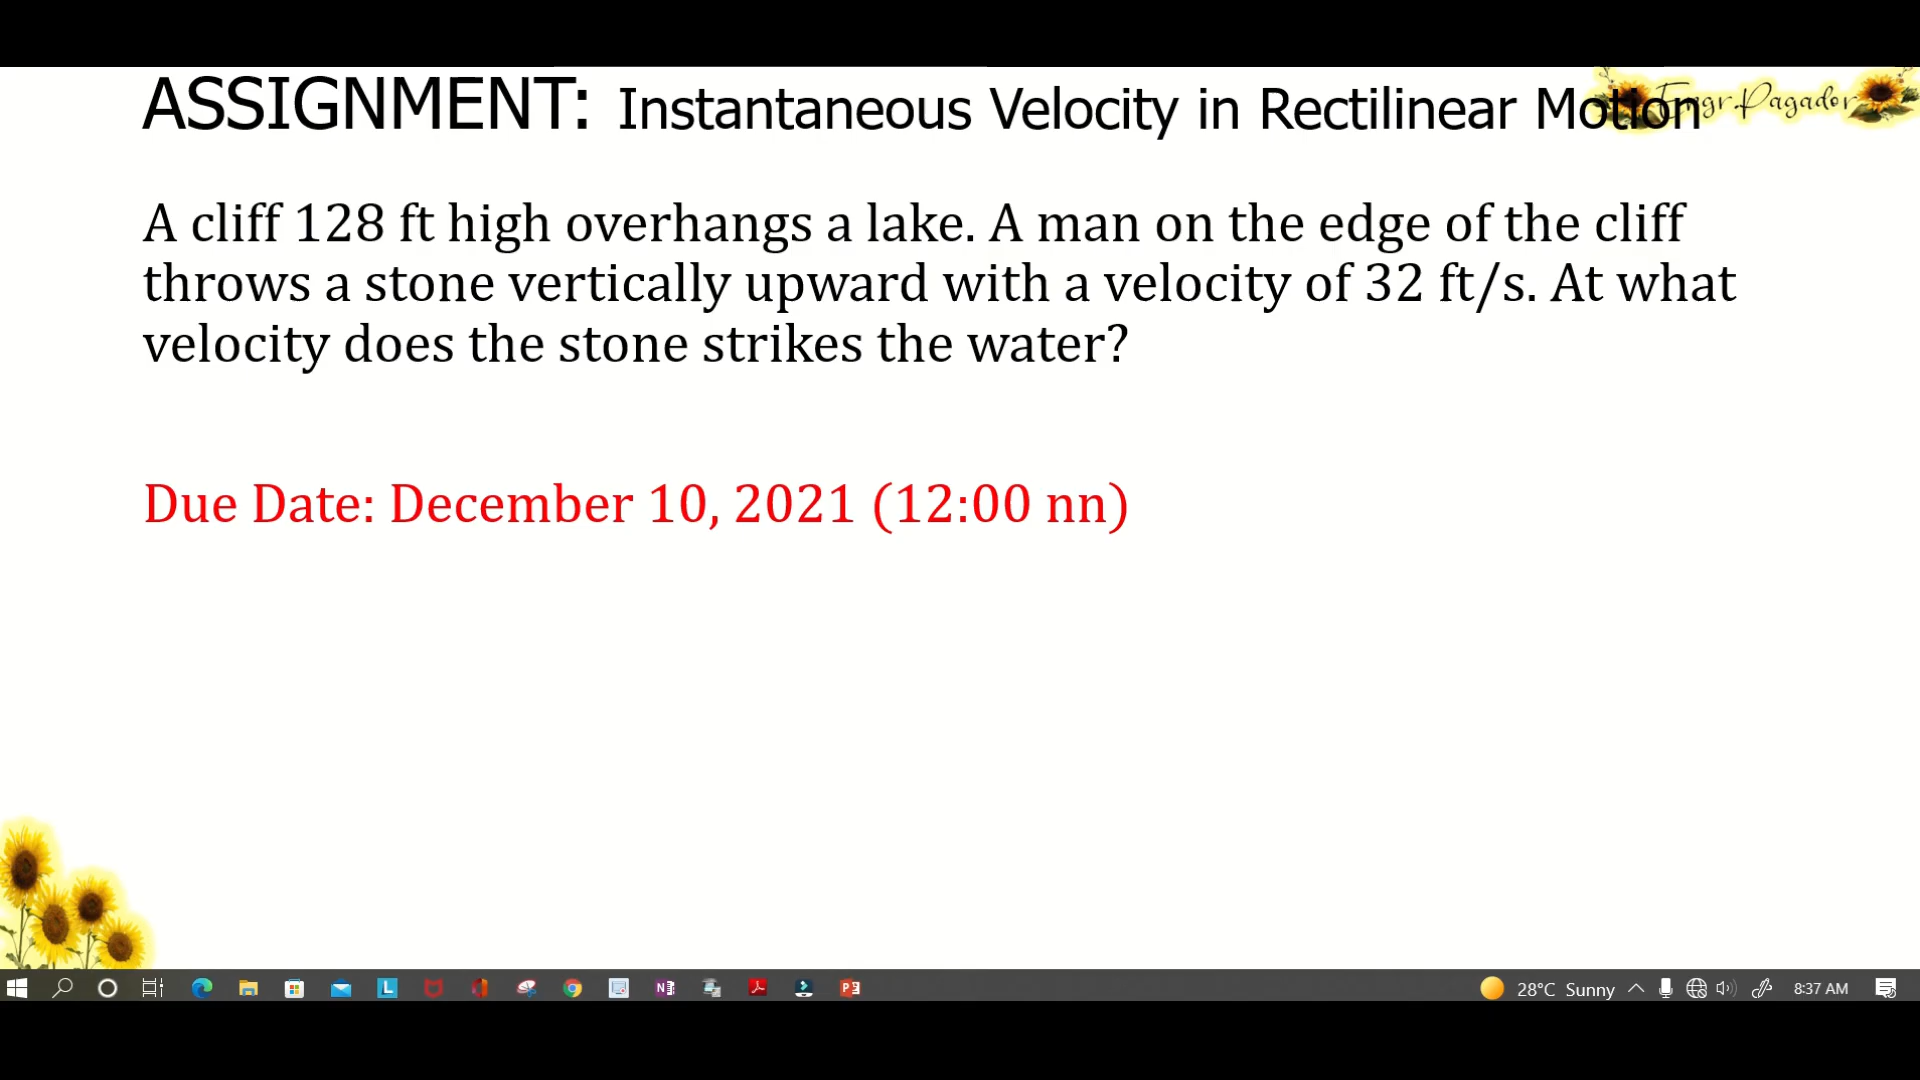 ASSIGNMENT: Instantaneous Velocity in Rectilinear Motion
Engr.Pagador
A cliff 128 ft high overhangs a lake. A man on the edge of the cliff
throws a stone vertically upward with a velocity of 32 ft/s. At what
velocity does the stone strikes the water?
Due Date: December 10, 2021 (12:00 nn)
28°C Sunny
8:37 AM